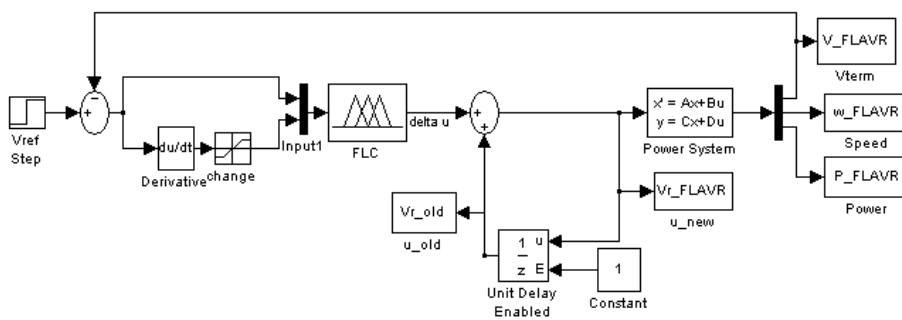 V_FLAVR
Vterm
Vref
Step
−
+
du/dt
Derivative
change
Input1
FLC
delta u
+
+
x' = Ax+Bu
y = Cx+Du
Power System
w_FLAVR
Speed
P_FLAVR
Power
Vr_FLAVR
u_new
Vr_old
u_old
1
z
u
E
Unit Delay
Enabled
1
Constant